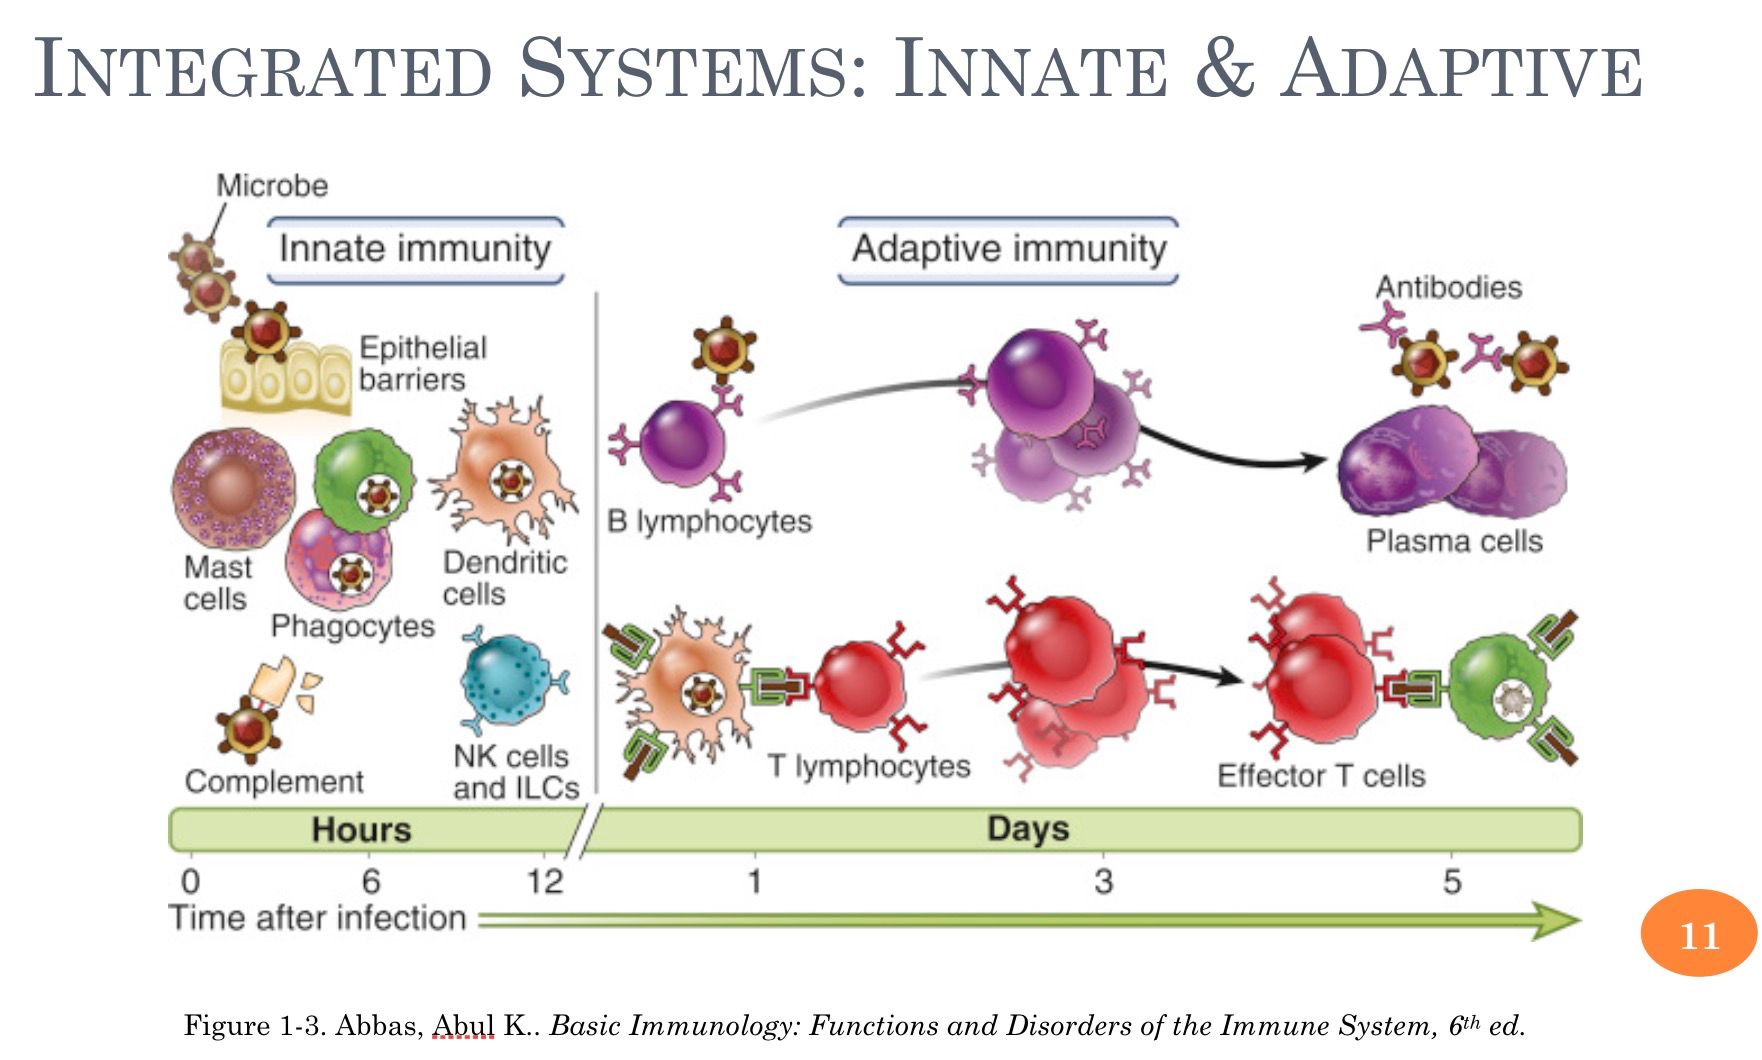 INTEGRATED SYSTEMS: INNATE & ADAPTIVE
Microbe
Innate immunity
Adaptive immunity
Antibodies
Epithelial
barriers
B lymphocytes
Plasma cells
Mast
cells
Phagocytes
Dendritic
cells
Complement
NK cells
and ILCs
T lymphocytes
Effector T cells
Hours
Days
0 6 12 1 3 5
Time after infection
11
Figure 1-3. Abbas, Abul K.. Basic Immunology: Functions and Disorders of the Immune System, 6th ed.